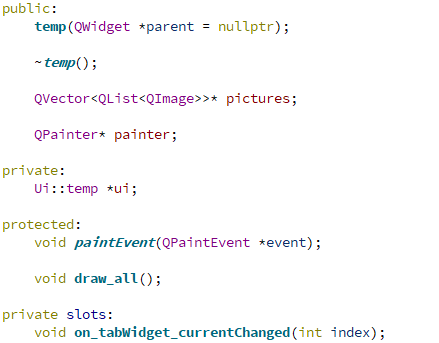 public:
    temp(QWidget *parent = nullptr);
    ~temp();
    QVector<QList<QImage>>* pictures;
    QPainter* painter;
private:
    Ui::temp *ui;
protected:
    void paintEvent(QPaintEvent *event);
    void draw_all();
private slots:
    void on_tabWidget_currentChanged(int index);